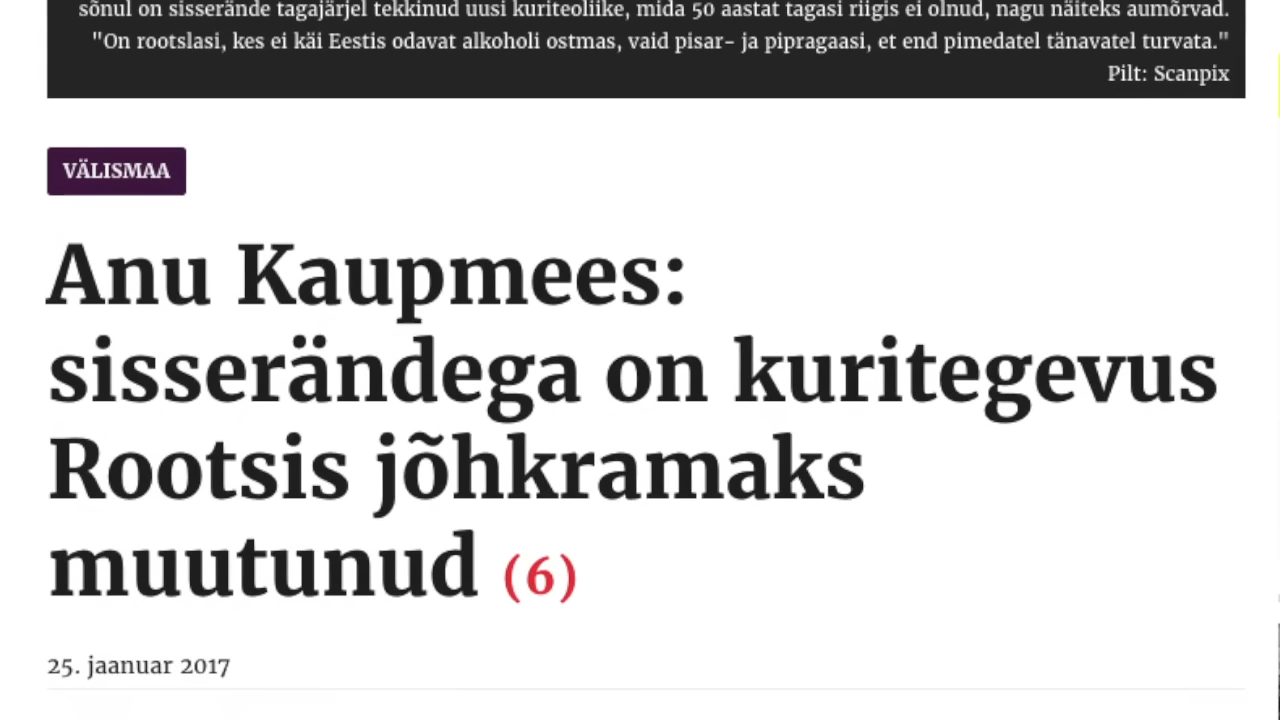 sõnul on sisserände tagajärjel tekkinud uusi kuriteoliike, mida 50 aastat tagasi riigis ei olnud, nagu näiteks aumõrvad.
"On rootslasi, kes ei käi Eestis odavat alkoholi ostmas, vaid pisar- ja pipragaasi, et end pimedatel tänavatel turvata."
Pilt: Scanpix
VÄLISMAA
Anu Kaupmees:
sisserändega on kuritegevus
Rootsis jõhkramaks
muutunud (6)
25. jaanuar 2017